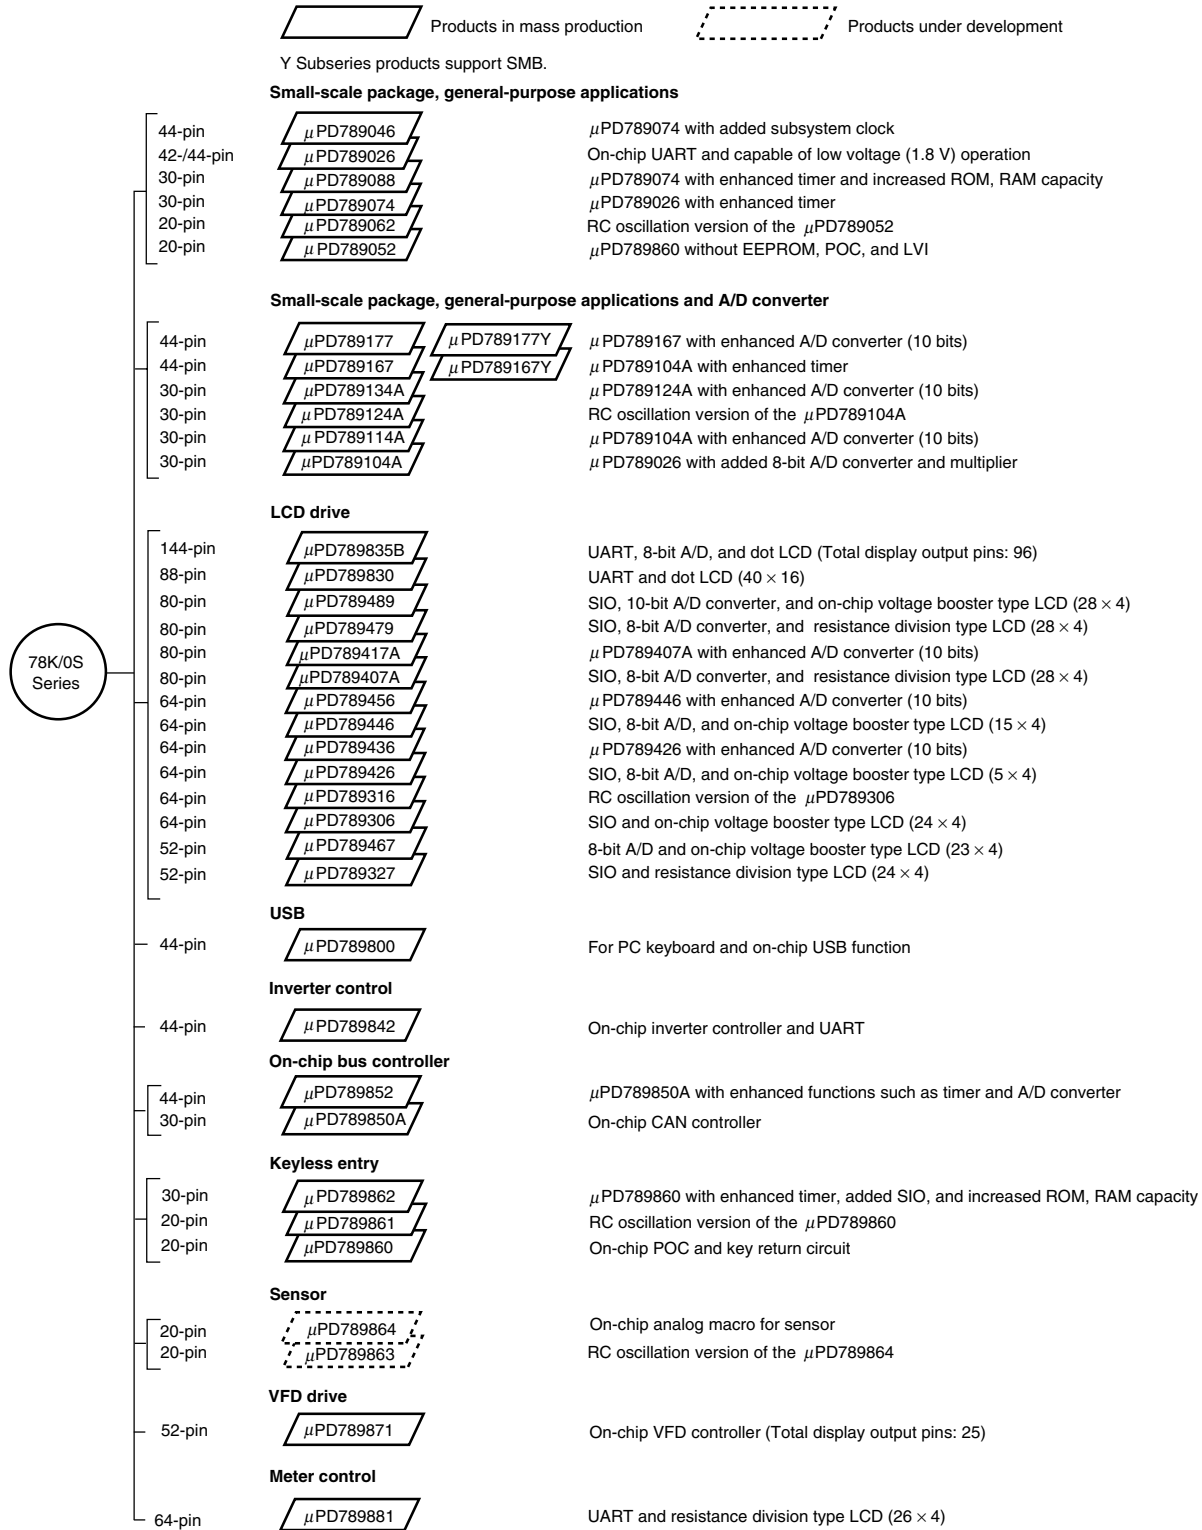 Products in mass production Products under development
Y Subseries products support SMB.
Small-scale package, general-purpose applications
44-pin μPD789046 μPD789074 with added subsystem clock
42-/44-pin μPD789026 On-chip UART and capable of low voltage (1.8 V) operation
30-pin μPD789088 μPD789074 with enhanced timer and increased ROM, RAM capacity
30-pin μPD789074 μPD789026 with enhanced timer
20-pin μPD789062 RC oscillation version of the μPD789052
20-pin μPD789052 μPD789860 without EEPROM, POC, and LVI
Small-scale package, general-purpose applications and A/D converter
44-pin μPD789177 μPD789177Y μPD789167 with enhanced A/D converter (10 bits)
44-pin μPD789167 μPD789167Y μPD789104A with enhanced timer
30-pin μPD789134A μPD789124A with enhanced A/D converter (10 bits)
30-pin μPD789124A RC oscillation version of the μPD789104A
30-pin μPD789114A μPD789104A with enhanced A/D converter (10 bits)
30-pin μPD789104A μPD789026 with added 8-bit A/D converter and multiplier
LCD drive
144-pin μPD789835B UART, 8-bit A/D, and dot LCD (Total display output pins: 96)
88-pin μPD789830 UART and dot LCD (40 × 16)
80-pin μPD789489 SIO, 10-bit A/D converter, and on-chip voltage booster type LCD (28 × 4)
80-pin μPD789479 SIO, 8-bit A/D converter, and resistance division type LCD (28 × 4)
80-pin μPD789417A μPD789407A with enhanced A/D converter (10 bits)
80-pin μPD789407A SIO, 8-bit A/D converter, and resistance division type LCD (28 × 4)
64-pin μPD789456 μPD789446 with enhanced A/D converter (10 bits)
64-pin μPD789446 SIO, 8-bit A/D, and on-chip voltage booster type LCD (15 × 4)
64-pin μPD789436 μPD789426 with enhanced A/D converter (10 bits)
64-pin μPD789426 SIO, 8-bit A/D, and on-chip voltage booster type LCD (5 × 4)
64-pin μPD789316 RC oscillation version of the μPD789306
64-pin μPD789306 SIO and on-chip voltage booster type LCD (24 × 4)
52-pin μPD789467 8-bit A/D and on-chip voltage booster type LCD (23 × 4)
52-pin μPD789327 SIO and resistance division type LCD (24 × 4)
78K/0S
Series
USB
44-pin μPD789800 For PC keyboard and on-chip USB function
Inverter control
44-pin μPD789842 On-chip inverter controller and UART
On-chip bus controller
44-pin μPD789852 μPD789850A with enhanced functions such as timer and A/D converter
30-pin μPD789850A On-chip CAN controller
Keyless entry
30-pin μPD789862 μPD789860 with enhanced timer, added SIO, and increased ROM, RAM capacity
20-pin μPD789861 RC oscillation version of the μPD789860
20-pin μPD789860 On-chip POC and key return circuit
Sensor
20-pin μPD789864 On-chip analog macro for sensor
20-pin μPD789863 RC oscillation version of the μPD789864
VFD drive
52-pin μPD789871 On-chip VFD controller (Total display output pins: 25)
Meter control
64-pin μPD789881 UART and resistance division type LCD (26 × 4)